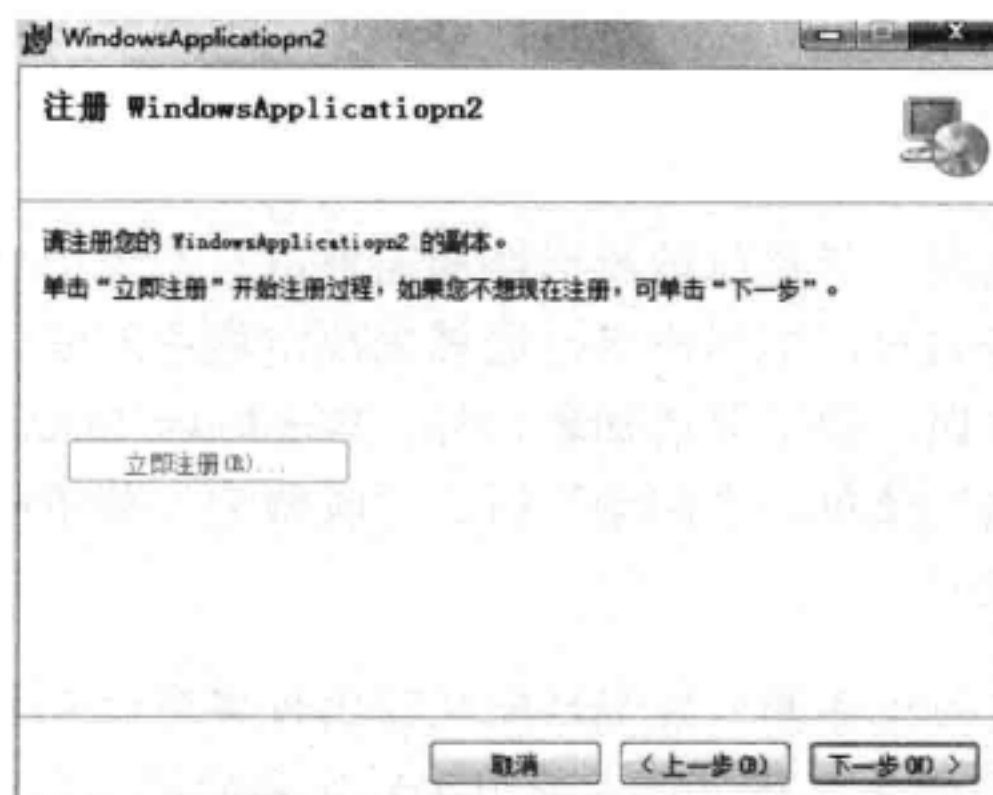 WindowsApplicatiopn2
注册 WindowsApplicatiopn2
请注册您的 WindowsApplicatiopn2 的副本。
单击“立即注册”开始注册过程，如果您不想现在注册，可单击“下一步”。
立即注册(R)...
取消
<上一步(B)
下一步(N) >